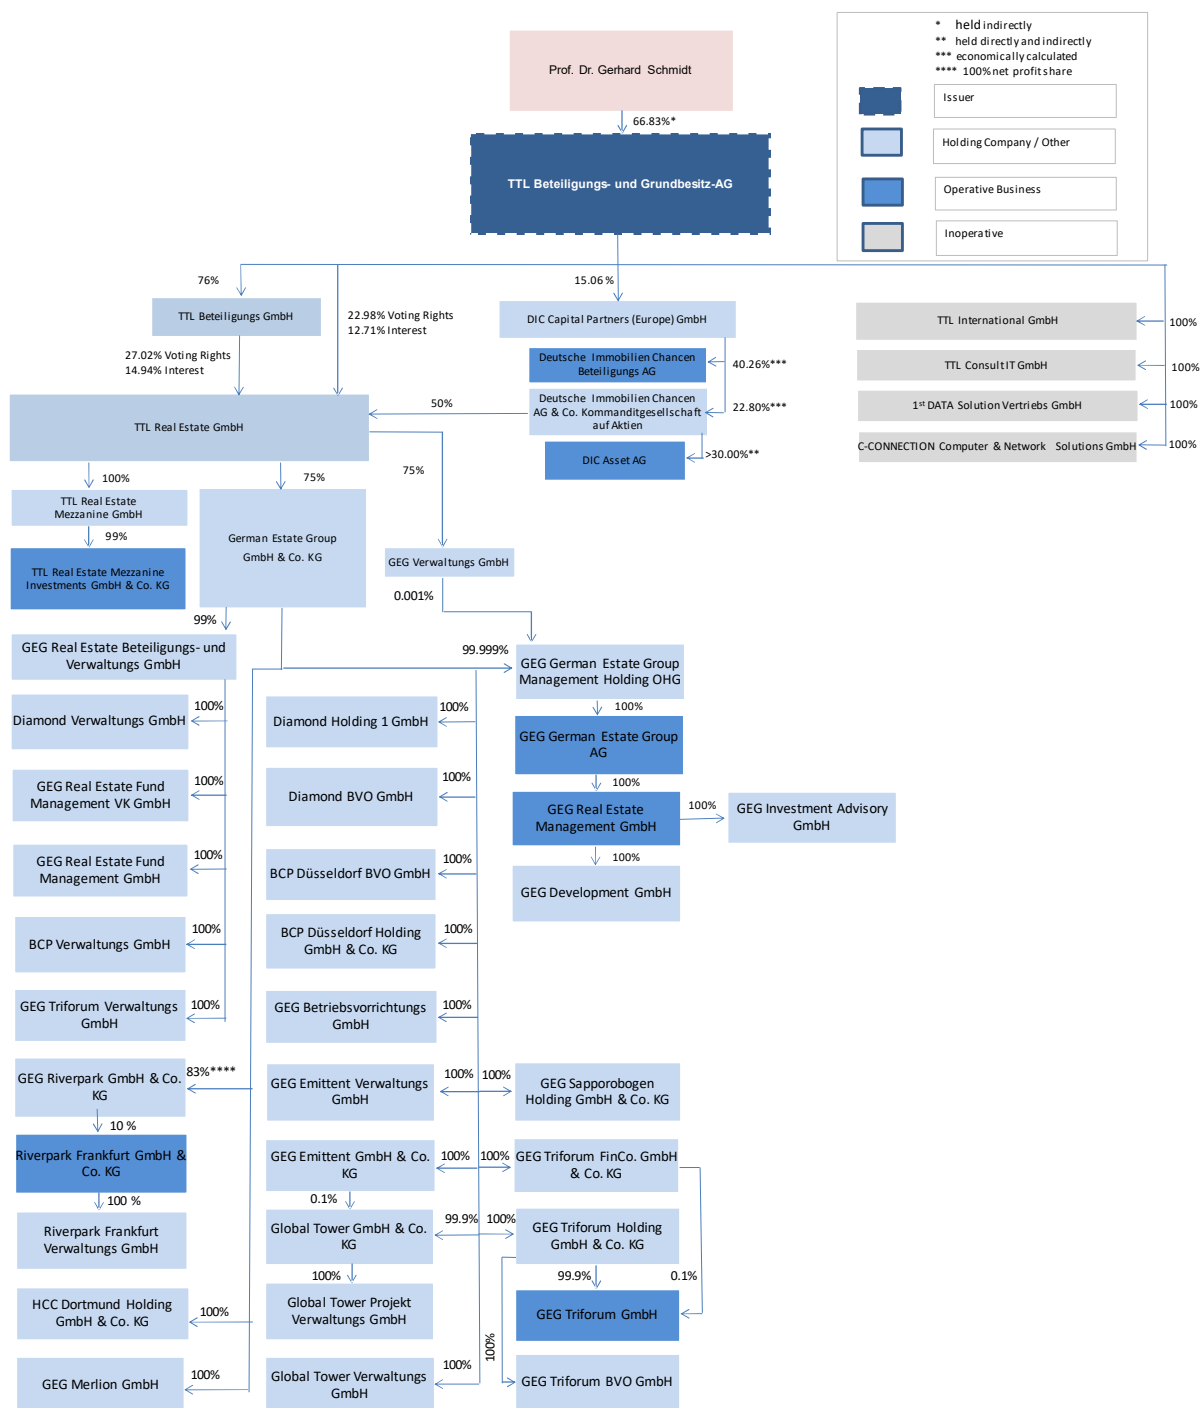 * held indirectly
** held directly and indirectly
*** economically calculated
**** 100% net profit share
Issuer
Holding Company / Other
Operative Business
Inoperative
Prof. Dr. Gerhard Schmidt
66.83%*
TTL Beteiligungs- und Grundbesitz-AG
76%
22.98% Voting Rights
12.71% Interest
15.06 %
TTL Beteiligungs GmbH
27.02% Voting Rights
14.94% Interest
DIC Capital Partners (Europe) GmbH
Deutsche Immobilien Chancen
Beteiligungs AG
40.26%***
50%
Deutsche Immobilien Chancen
AG & Co. Kommanditgesellschaft
auf Aktien
22.80%***
DIC Asset AG
>30.00%**
TTL International GmbH
100%
TTL Consult IT GmbH
100%
1st DATA Solution Vertriebs GmbH
100%
C-CONNECTION Computer & Network Solutions GmbH
100%
TTL Real Estate GmbH
100%
75%
75%
TTL Real Estate
Mezzanine GmbH
99%
TTL Real Estate Mezzanine
Investments GmbH & Co. KG
German Estate Group
GmbH & Co. KG
GEG Verwaltungs GmbH
0.001%
99%
GEG Real Estate Beteiligungs- und
Verwaltungs GmbH
99.999%
GEG German Estate Group
Management Holding OHG
100%
Diamond Verwaltungs GmbH
100%
Diamond Holding 1 GmbH
100%
GEG German Estate Group
AG
100%
GEG Real Estate Fund
Management VK GmbH
100%
Diamond BVO GmbH
100%
GEG Real Estate
Management GmbH
100%
GEG Investment Advisory
GmbH
100%
GEG Real Estate Fund
Management GmbH
100%
BCP Düsseldorf BVO GmbH
100%
GEG Development GmbH
BCP Verwaltungs GmbH
100%
BCP Düsseldorf Holding
GmbH & Co. KG
100%
GEG Triforum Verwaltungs
GmbH
100%
GEG Betriebsvorrichtungs
GmbH
100%
GEG Riverpark GmbH & Co.
KG
83%****
10 %
GEG Emittent Verwaltungs
GmbH
100%
100%
GEG Sapporobogen
Holding GmbH & Co. KG
Riverpark Frankfurt GmbH &
Co. KG
100 %
GEG Emittent GmbH & Co.
KG
100%
0.1%
100%
GEG Triforum FinCo. GmbH
& Co. KG
Riverpark Frankfurt
Verwaltungs GmbH
Global Tower GmbH & Co.
KG
99.9%
100%
100%
GEG Triforum Holding
GmbH & Co. KG
99.9%
0.1%
HCC Dortmund Holding
GmbH & Co. KG
100%
Global Tower Projekt
Verwaltungs GmbH
GEG Triforum GmbH
100%
GEG Merlion GmbH
100%
Global Tower Verwaltungs
GmbH
100%
GEG Triforum BVO GmbH